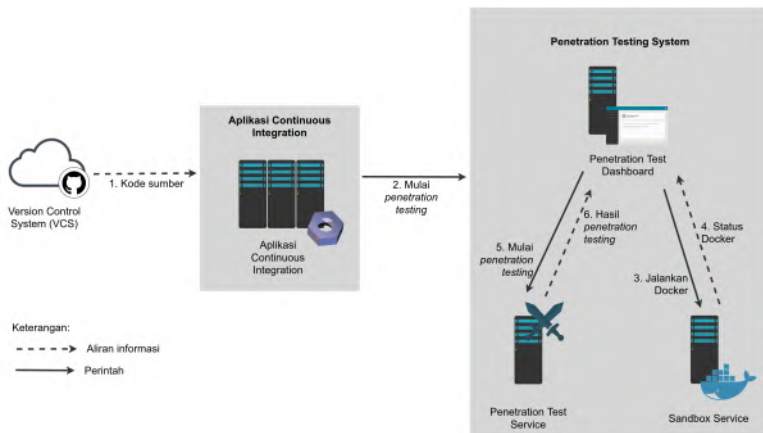 Penetration Testing System
Aplikasi Continuous
Integration
Penetration Test
Dashboard
1. Kode sumber
2. Mulai
penetration
testing
Version Control
System (VCS)
Aplikasi
Continuous
Integration
6. Hasil
penetration
testing
4. Status
Docker
5. Mulai
penetration
testing
3. Jalankan
Docker
Keterangan:
Aliran informasi
Perintah
Penetration Test
Service
Sandbox Service